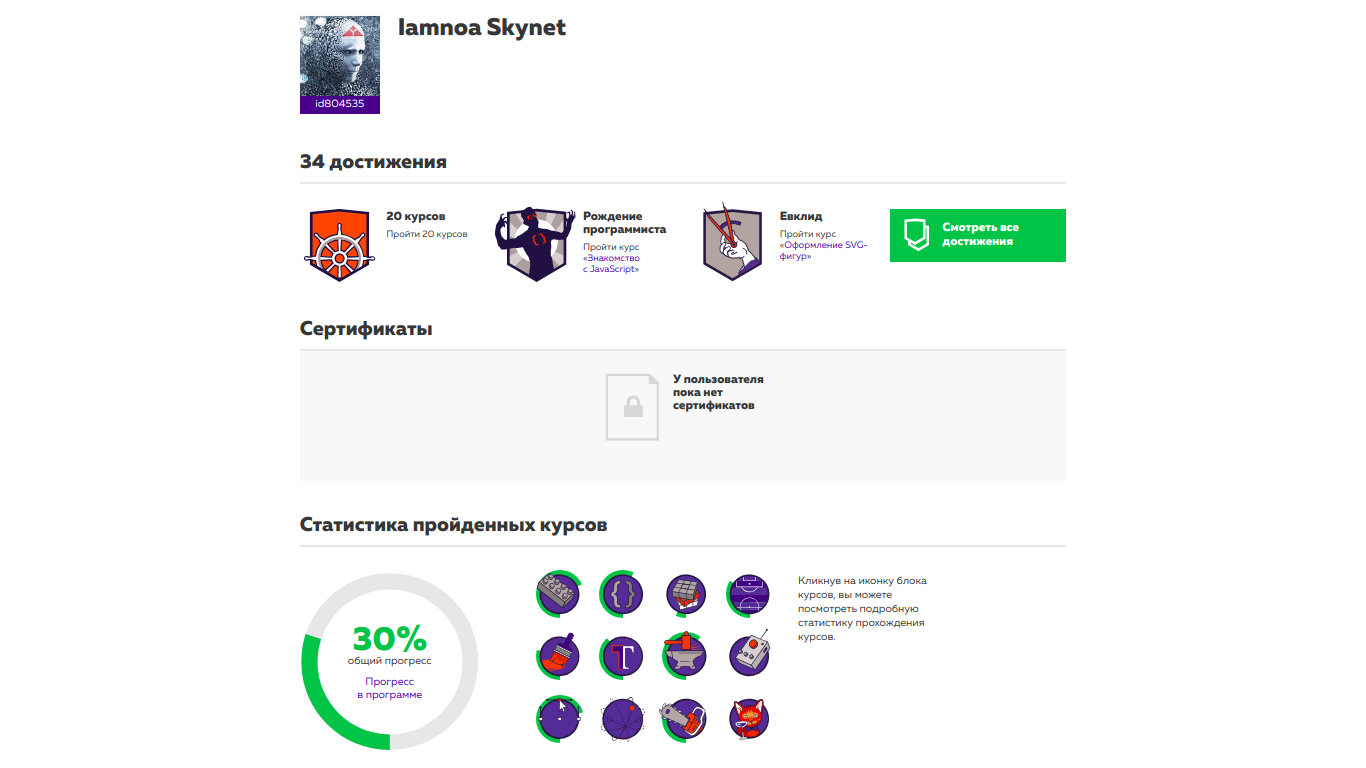 Iamnoa Skynet
id804535
34 достижения
20 курсов
Пройти 20 курсов
Рождение
программиста
Пройти курс
«Знакомство
с JavaScript»
Евклид
Пройти курс
«Оформление SVG-
фигур»
Смотреть все
достижения
Сертификаты
У пользователя
пока нет
сертификатов
Статистика пройденных курсов
30%
общий прогресс
Прогресс
в программе
Кликнув на иконку блока
курсов, вы можете
посмотреть подробную
статистику прохождения
курсов.